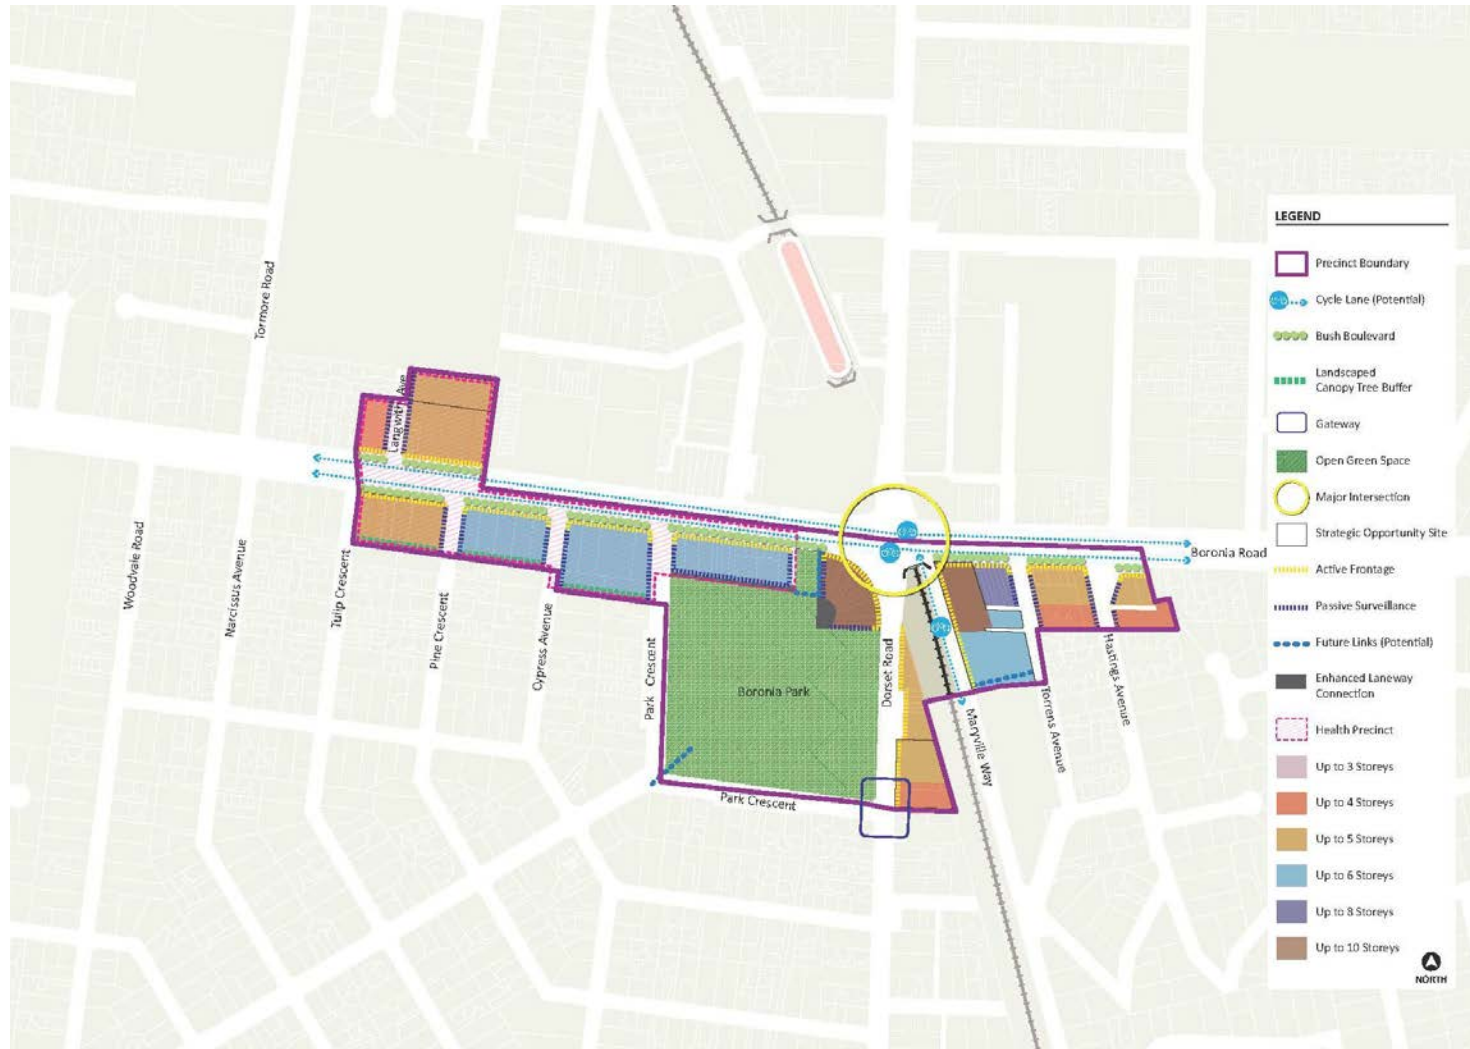 LEGEND
Precinct Boundary
Cycle Lane (Potential)
Bush Boulevard
Landscaped
Canopy Tree Buffer
Gateway
Open Green Space
Major Intersection
Strategic Opportunity Site
Active Frontage
Passive Surveillance
Future Links (Potential)
Enhanced Laneway
Connection
Health Precinct
Up to 3 Storeys
Up to 4 Storeys
Up to 5 Storeys
Up to 6 Storeys
Up to 8 Storeys
Up to 10 Storeys
NORTH
Tormore Road
Langwith Ave
Boronia Road
Woodvale Road
Narcissus Avenue
Tulip Crescent
Pine Crescent
Cypress Avenue
Park Crescent
Boronia Park
Dorset Road
Maryville Way
Torrens Avenue
Hastings Avenue
Park Crescent